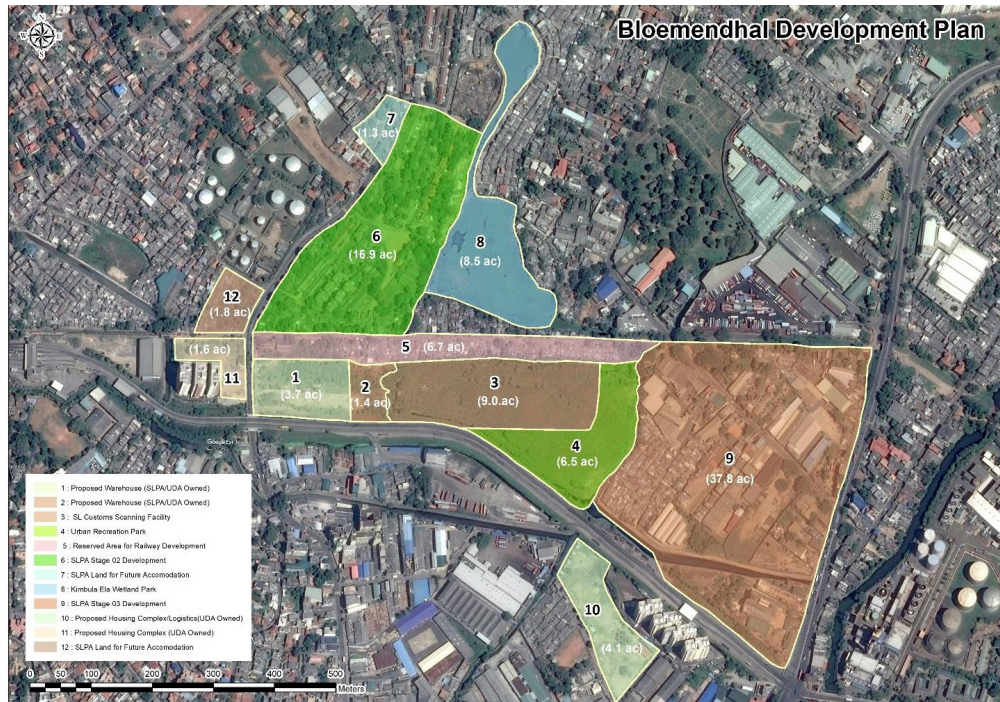 Bloemendhal Development Plan
N
W E
S
7
(1.3 ac)
6
(16.9 ac)
8
(8.5 ac)
12
(1.8 ac)
(1.6 ac)
11
5 (6.7 ac)
1
(3.7 ac)
2
(1.4 ac)
3
(9.0 ac)
4
(6.5 ac)
9
(37.8 ac)
10
(4.1 ac)
1 : Proposed Warehouse (SLPA/UDA Owned)
2 : Proposed Warehouse (SLPA/UDA Owned)
3 : SL Customs Scanning Facility
4 : Urban Recreation Park
5 : Reserved Area for Railway Development
6 : SLPA Stage 02 Development
7 : SLPA Land for Future Accomodation
8 : Kimbula Ela Wetland Park
9 : SLPA Stage 03 Development
10 : Proposed Housing Complex/Logistics(UDA Owned)
11 : Proposed Housing Complex (UDA Owned)
12 : SLPA Land for Future Accomodation
0 50 100 200 300 400 500
Meters